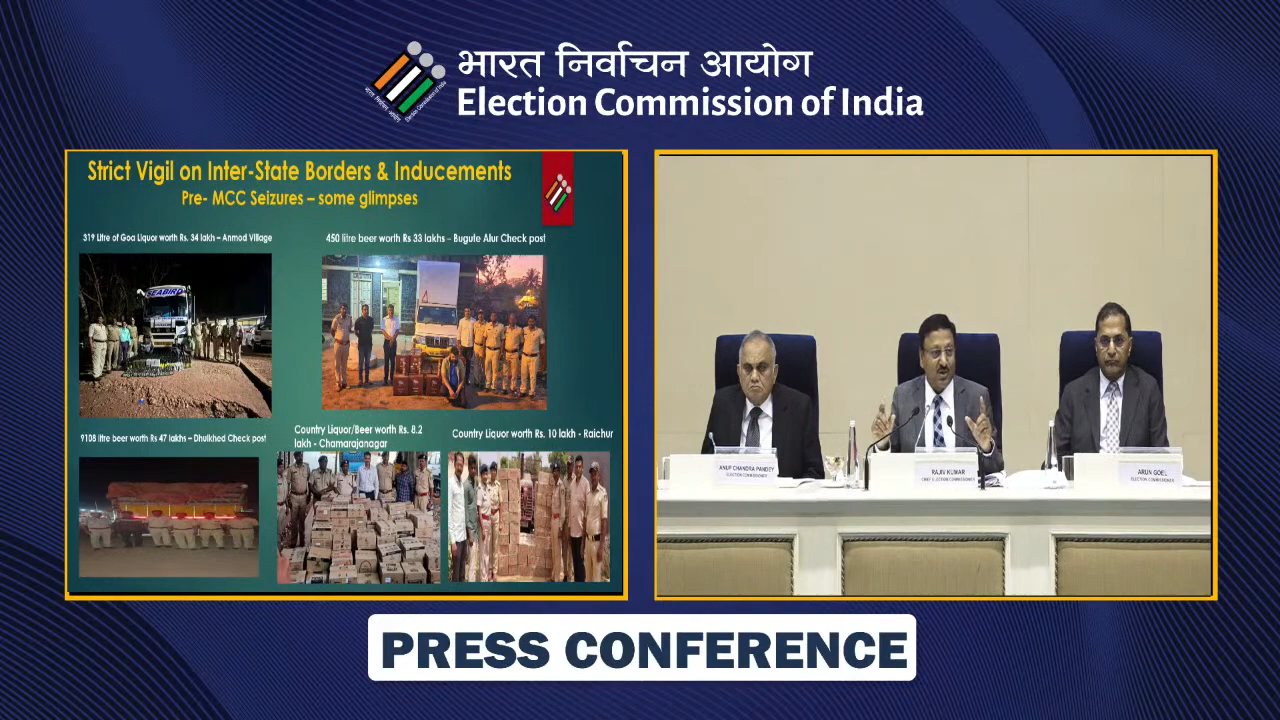 भारत निर्वाचन आयोग
Election Commission of India
Strict Vigil on Inter-State Borders & Inducements
Pre- MCC Seizures – some glimpses
319 Litre of Goa Liquor worth Rs. 34 lakh – Anmod Village
450 litre beer worth Rs 33 lakhs – Bugute Alur Check post
SEABIRD
9108 litre beer worth Rs 47 lakhs – Dhulkhed Check post
Country Liquor/Beer worth Rs. 8.2
lakh - Chamarajanagar
Country Liquor worth Rs. 10 lakh - Raichur
ANUP CHANDRA PANDEY
ELECTION COMMISSIONER
RAJIV KUMAR
CHIEF ELECTION COMMISSIONER
ARUN GOEL
ELECTION COMMISSIONER
PRESS CONFERENCE